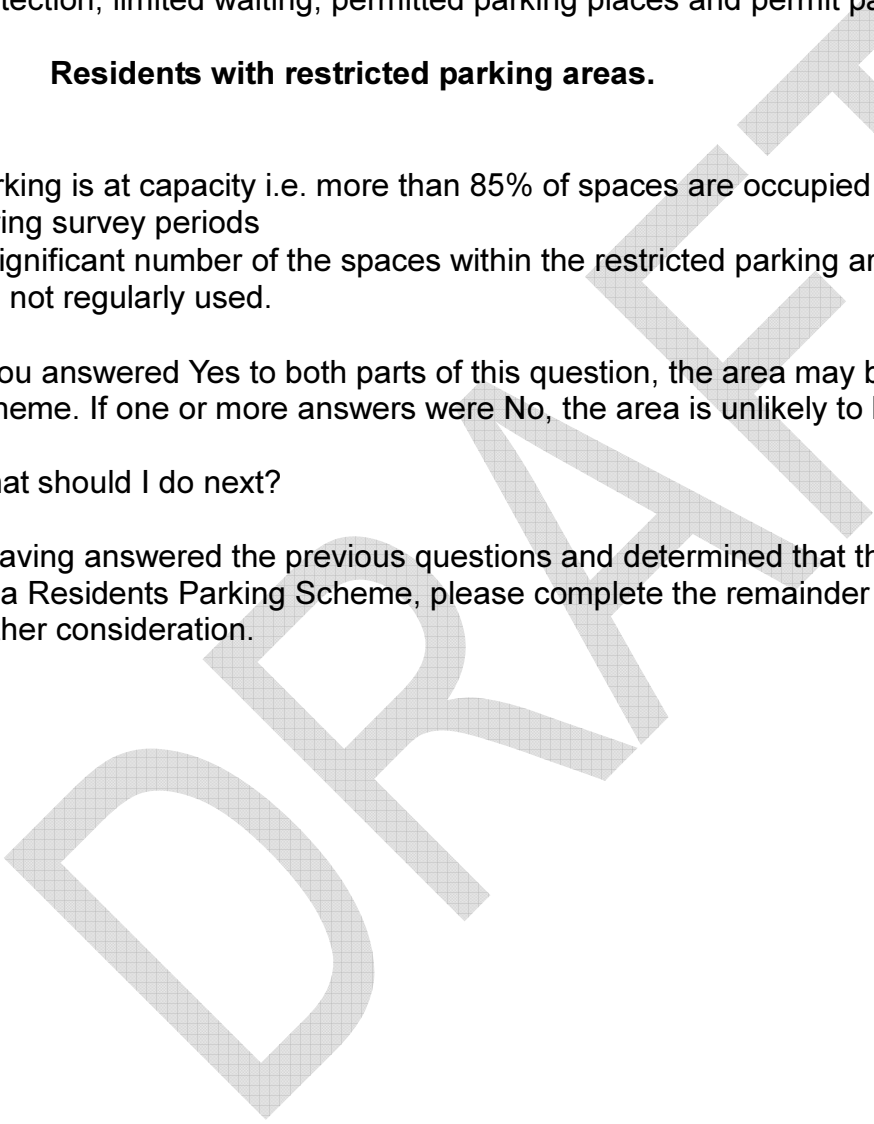 tection, limited waiting, permitted parking places and permit pa
Residents with restricted parking areas.
rking is at capacity i.e. more than 85% of spaces are occupied
ring survey periods
ignificant number of the spaces within the restricted parking ar
not regularly used.
ou answered Yes to both parts of this question, the area may b
heme. If one or more answers were No, the area is unlikely to b
at should I do next?
aving answered the previous questions and determined that th
a Residents Parking Scheme, please complete the remainder
her consideration.
DRAFT